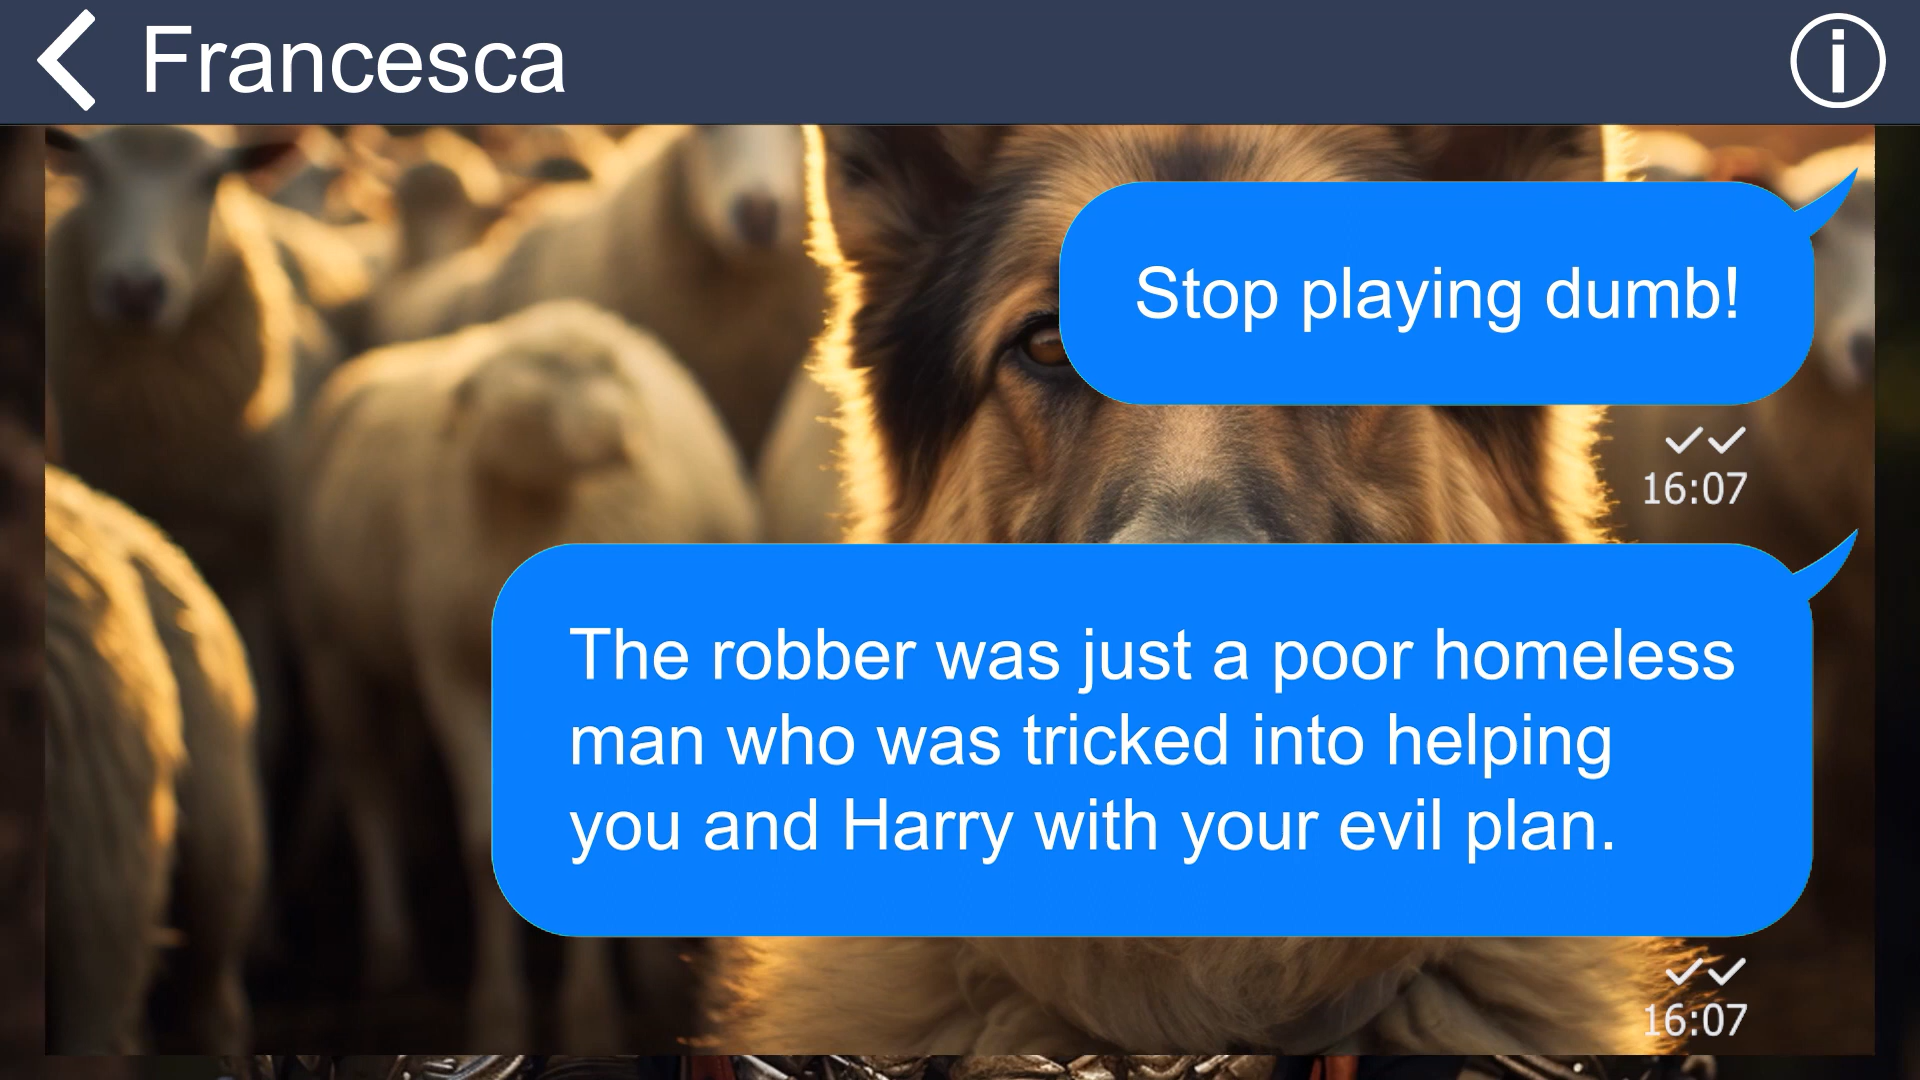 Francesca
Stop playing dumb!
16:07
The robber was just a poor homeless
man who was tricked into helping
you and Harry with your evil plan.
16:07